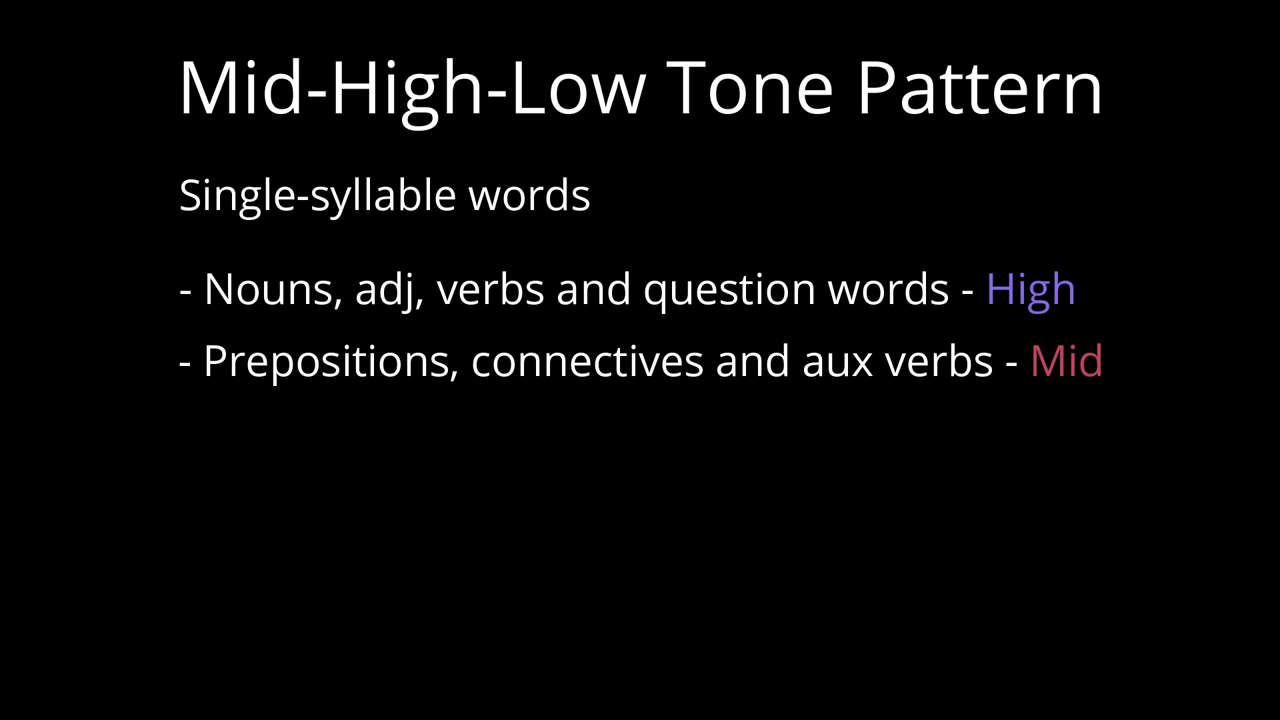 Mid-High-Low Tone Pattern
Single-syllable words
- Nouns, adj, verbs and question words - High
- Prepositions, connectives and aux verbs - Mid